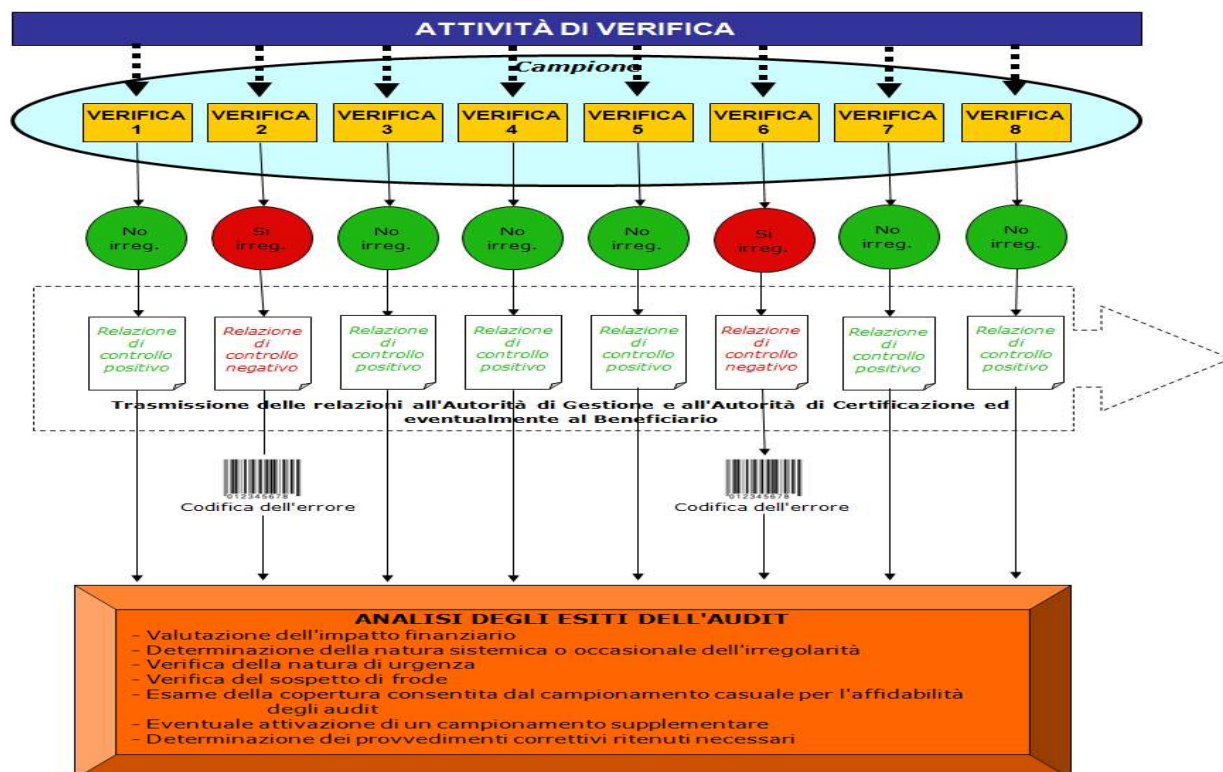 ATTIVITÀ DI VERIFICA
Campione
VERIFICA
1
VERIFICA
2
VERIFICA
3
VERIFICA
4
VERIFICA
5
VERIFICA
6
VERIFICA
7
VERIFICA
8
No
irreg.
Si
irreg.
No
irreg.
No
irreg.
No
irreg.
Si
irreg.
No
irreg.
No
irreg.
Relazione
di
controllo
positivo
Relazione
di
controllo
negativo
Relazione
di
controllo
positivo
Relazione
di
controllo
positivo
Relazione
di
controllo
positivo
Relazione
di
controllo
negativo
Relazione
di
controllo
positivo
Relazione
di
controllo
positivo
Trasmissione delle relazioni all'Autorità di Gestione e all'Autorità di Certificazione ed
eventualmente al Beneficiario
012345678
Codifica dell'errore
012345678
Codifica dell'errore
ANALISI DEGLI ESITI DELL'AUDIT
- Valutazione dell'impatto finanziario
- Determinazione della natura sistemica o occasionale dell'irregolarità
- Verifica della natura di urgenza
- Verifica del sospetto di frode
- Esame della copertura consentita dal campionamento casuale per l'affidabilità
degli audit
- Eventuale attivazione di un campionamento supplementare
- Determinazione dei provvedimenti correttivi ritenuti necessari